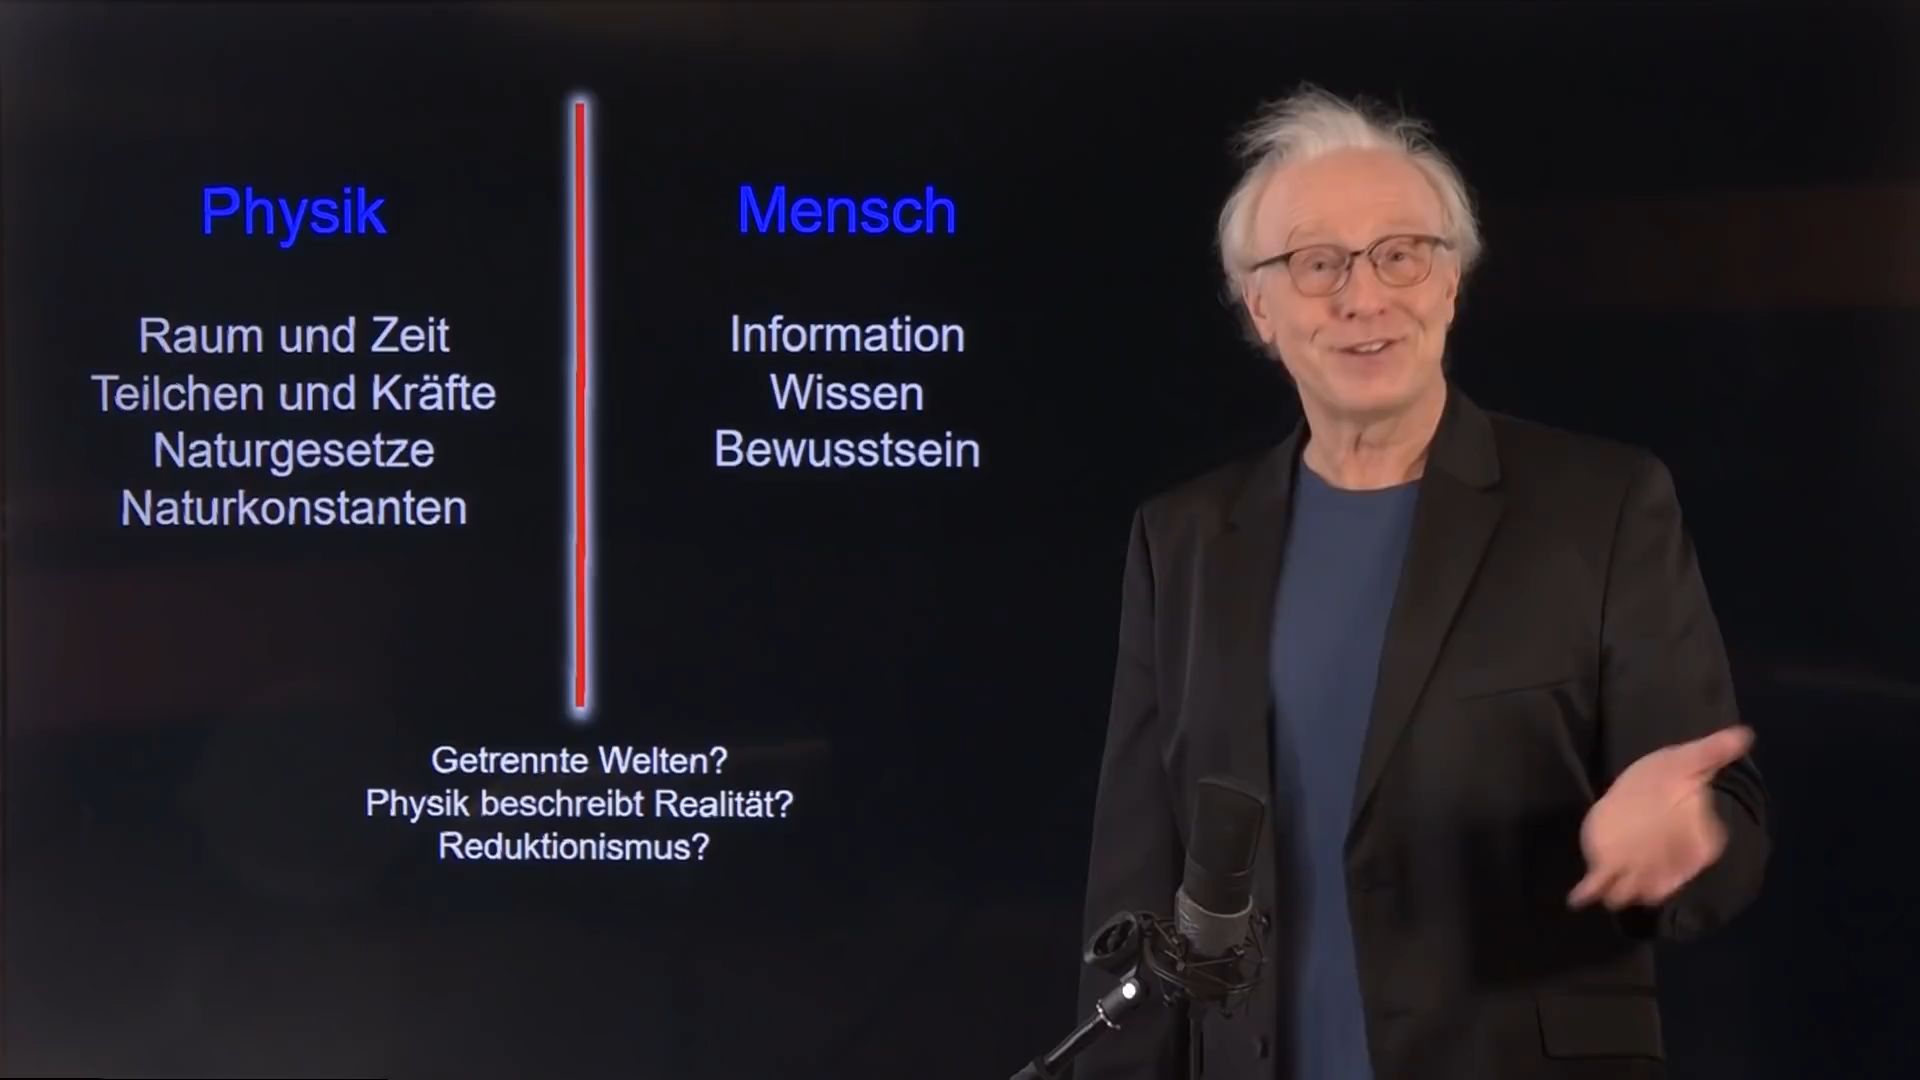 Physik
Raum und Zeit
Teilchen und Kräfte
Naturgesetze
Naturkonstanten
Mensch
Information
Wissen
Bewusstsein
Getrennte Welten?
Physik beschreibt Realität?
Reduktionismus?